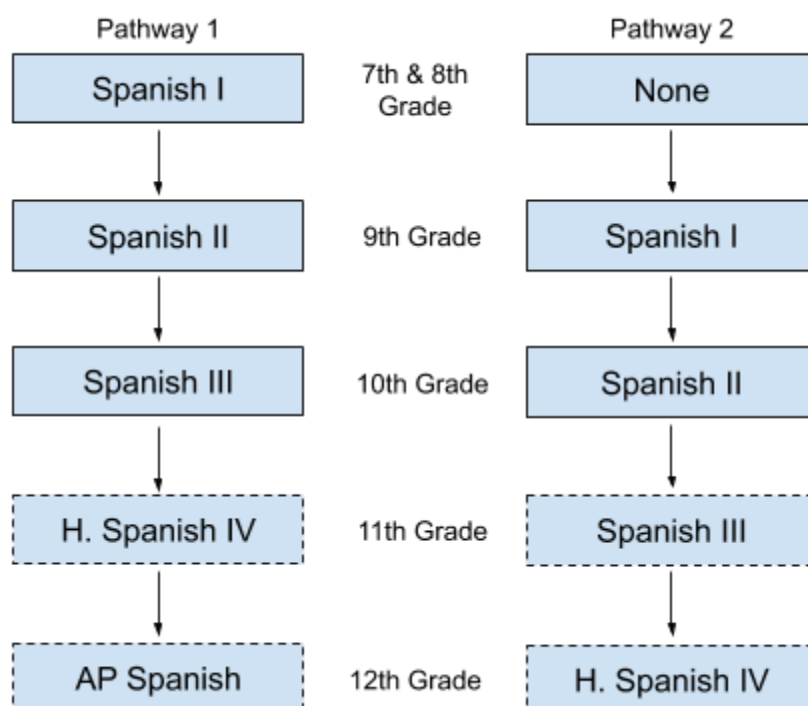 Pathway 1
Pathway 2
Spanish I
7th & 8th
Grade
None
Spanish II
9th Grade
Spanish I
Spanish III
10th Grade
Spanish II
H. Spanish IV
11th Grade
Spanish III
AP Spanish
12th Grade
H. Spanish IV